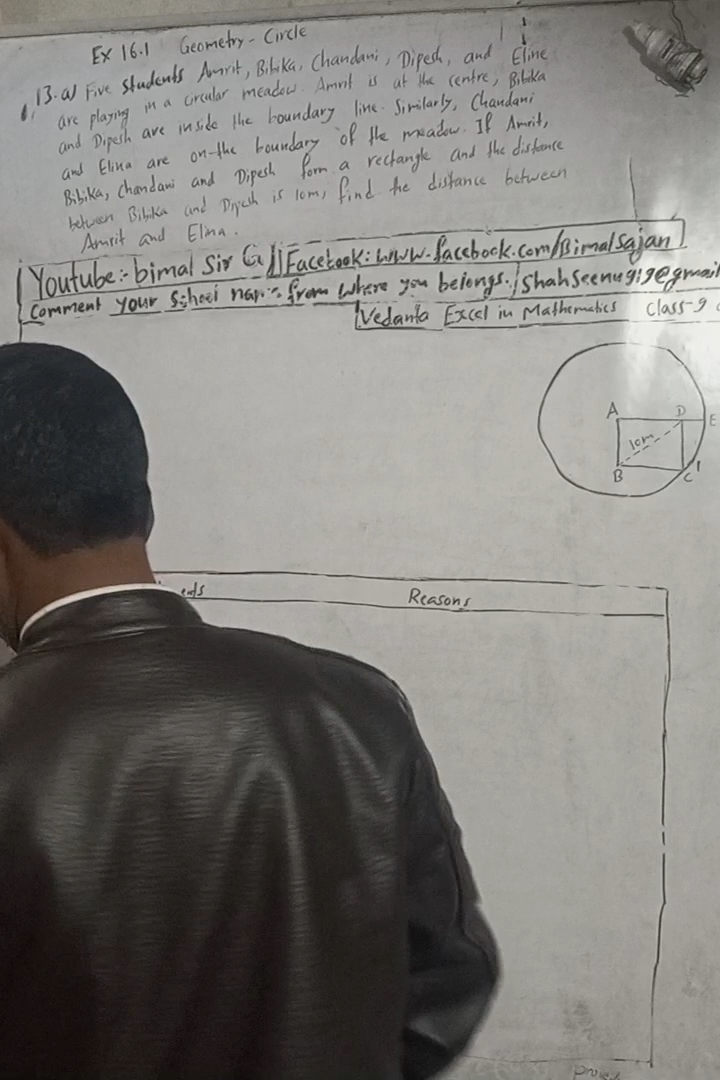 Ex 16.1 Geometry - Circle
13. a) Five Students Amrit, Bibika, Chandani, Dipesh, and Eline
are playing in a circular meadow. Amrit is at the centre, Bibika
and Dipesh are inside the boundary line. Similarly, Chandani
and Elina are on the boundary of the meadow. If Amrit,
Bibika, Chandani and Dipesh form a rectangle and the distance
between Bibika and Dipesh is 10m, find the distance between
Amrit and Elina.
Youtube:- bimal Sir G || Facebook: www.facebook.com/Bimalsajan
Comment your School name from where you belongs. / Shahseenu919@gmail
Vedanta Excel in Mathematics Class-9
A D E
10m
B C
Reasons